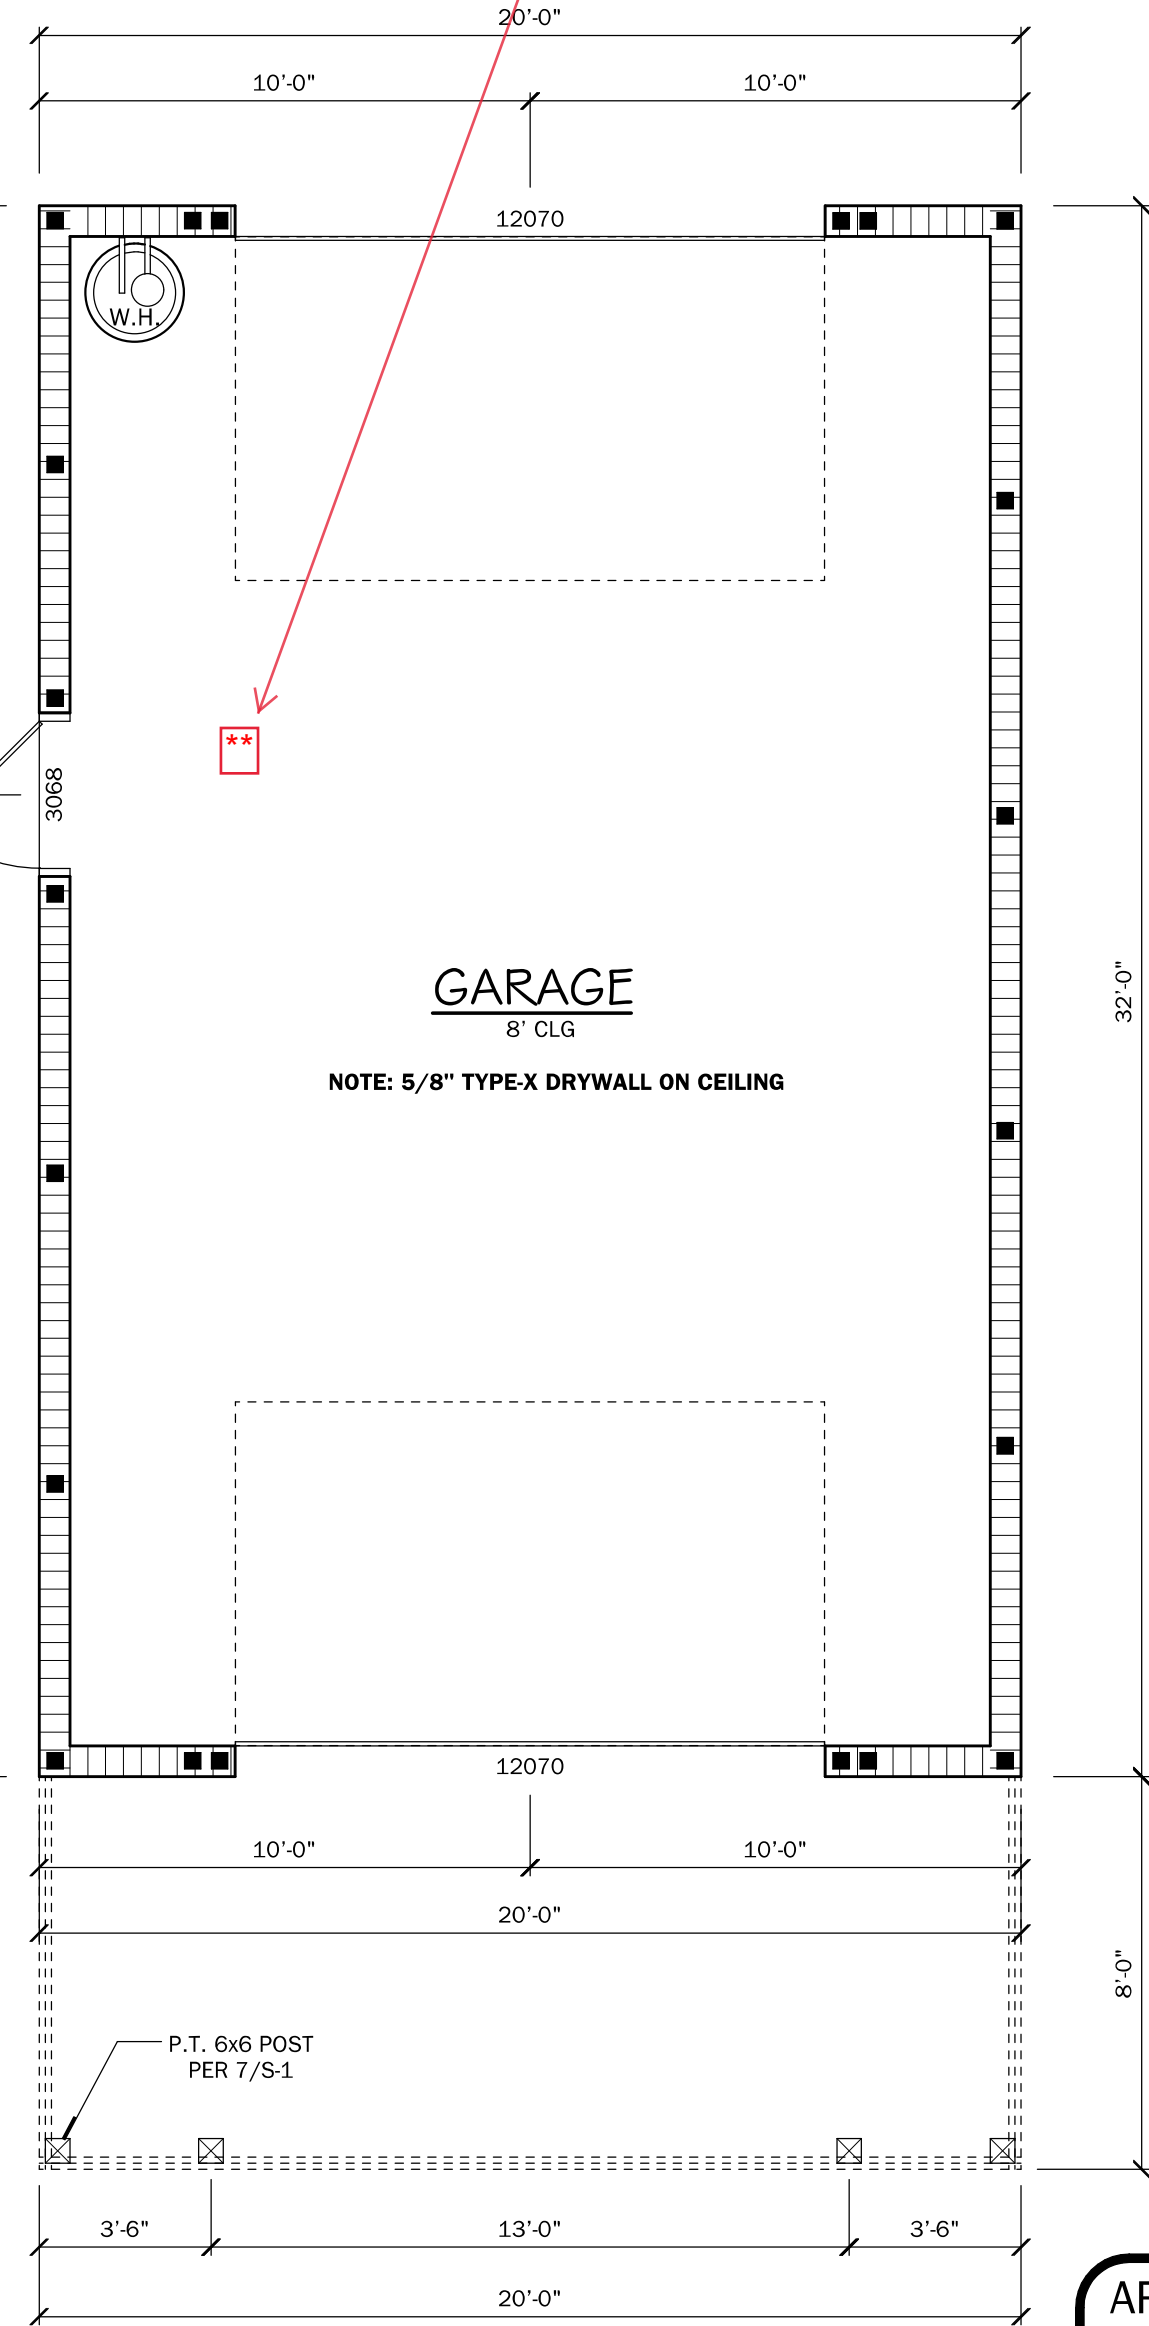 20'-0"
10'-0" 10'-0"
12070
W.H.
**
3068
GARAGE
8' CLG
NOTE: 5/8" TYPE-X DRYWALL ON CEILING
32'-0"
12070
10'-0" 10'-0"
20'-0"
8'-0"
P.T. 6x6 POST
PER 7/S-1
3'-6" 13'-0" 3'-6"
20'-0"